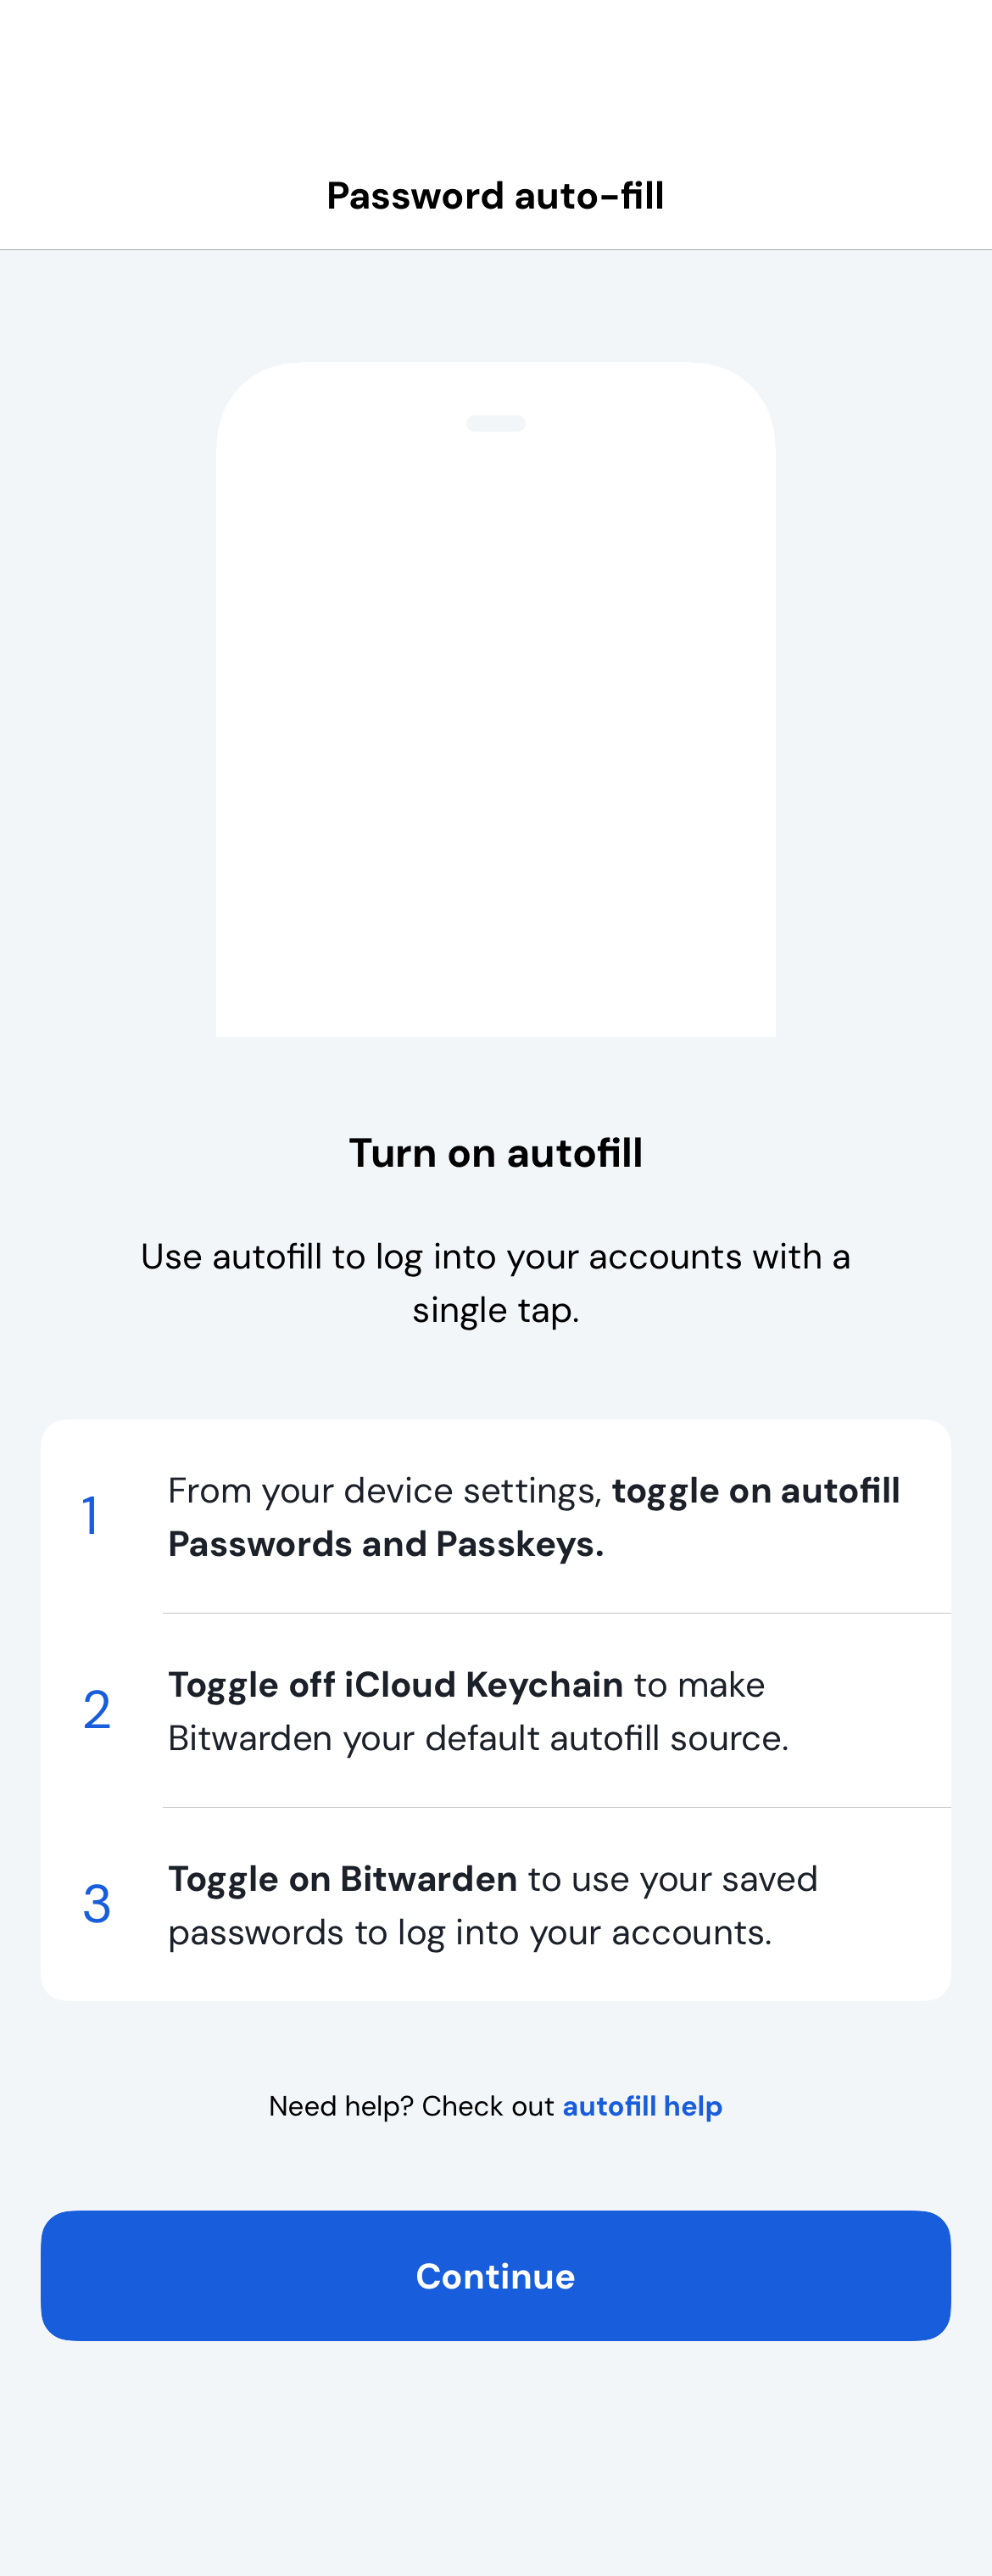 Password auto-fill
Turn on autofill
Use autofill to log into your accounts with a
single tap.
1
From your device settings, toggle on autofill
Passwords and Passkeys.
2
Toggle off iCloud Keychain to make
Bitwarden your default autofill source.
3
Toggle on Bitwarden to use your saved
passwords to log into your accounts.
Need help? Check out autofill help
Continue